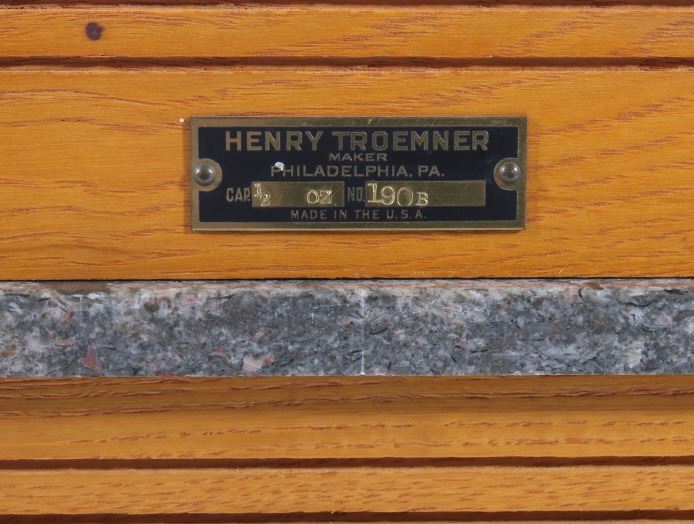 HENRY TROEMNER
MAKER
PHILADELPHIA, PA.
CAP. 1/2 OZ. NO. 190B
MADE IN THE U.S.A.